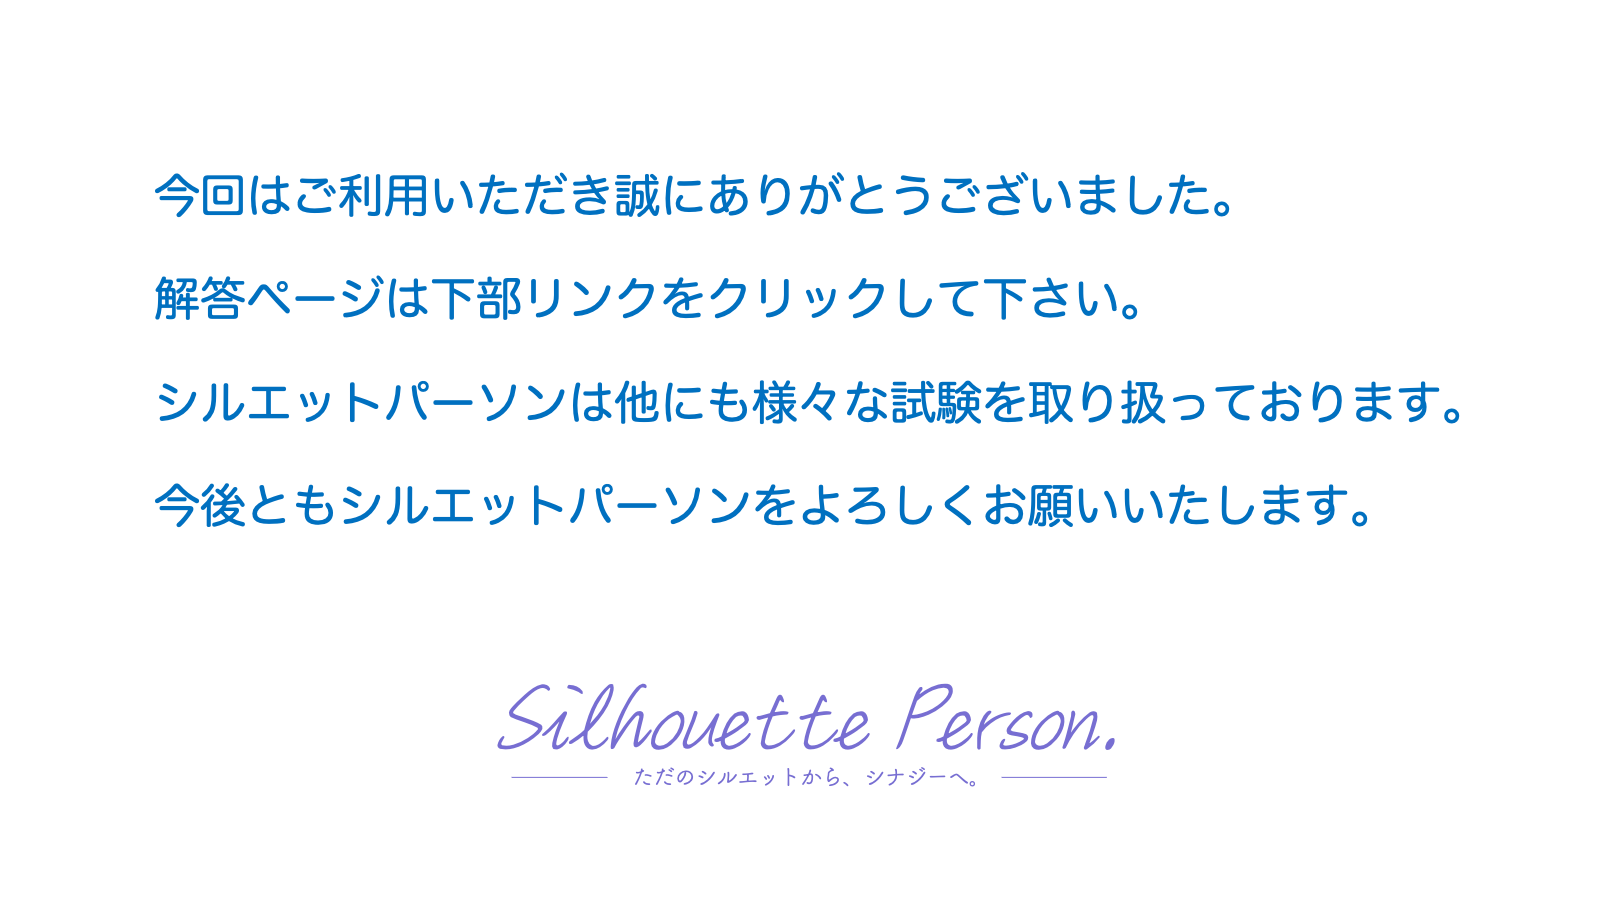 今回はご利用いただき誠にありがとうございました。
解答ページは下部リンクをクリックして下さい。
シルエットパーソンは他にも様々な試験を取り扱っております。
今後ともシルエットパーソンをよろしくお願いいたします。
Silhouette Person.
ただのシルエットから、シナジーへ。